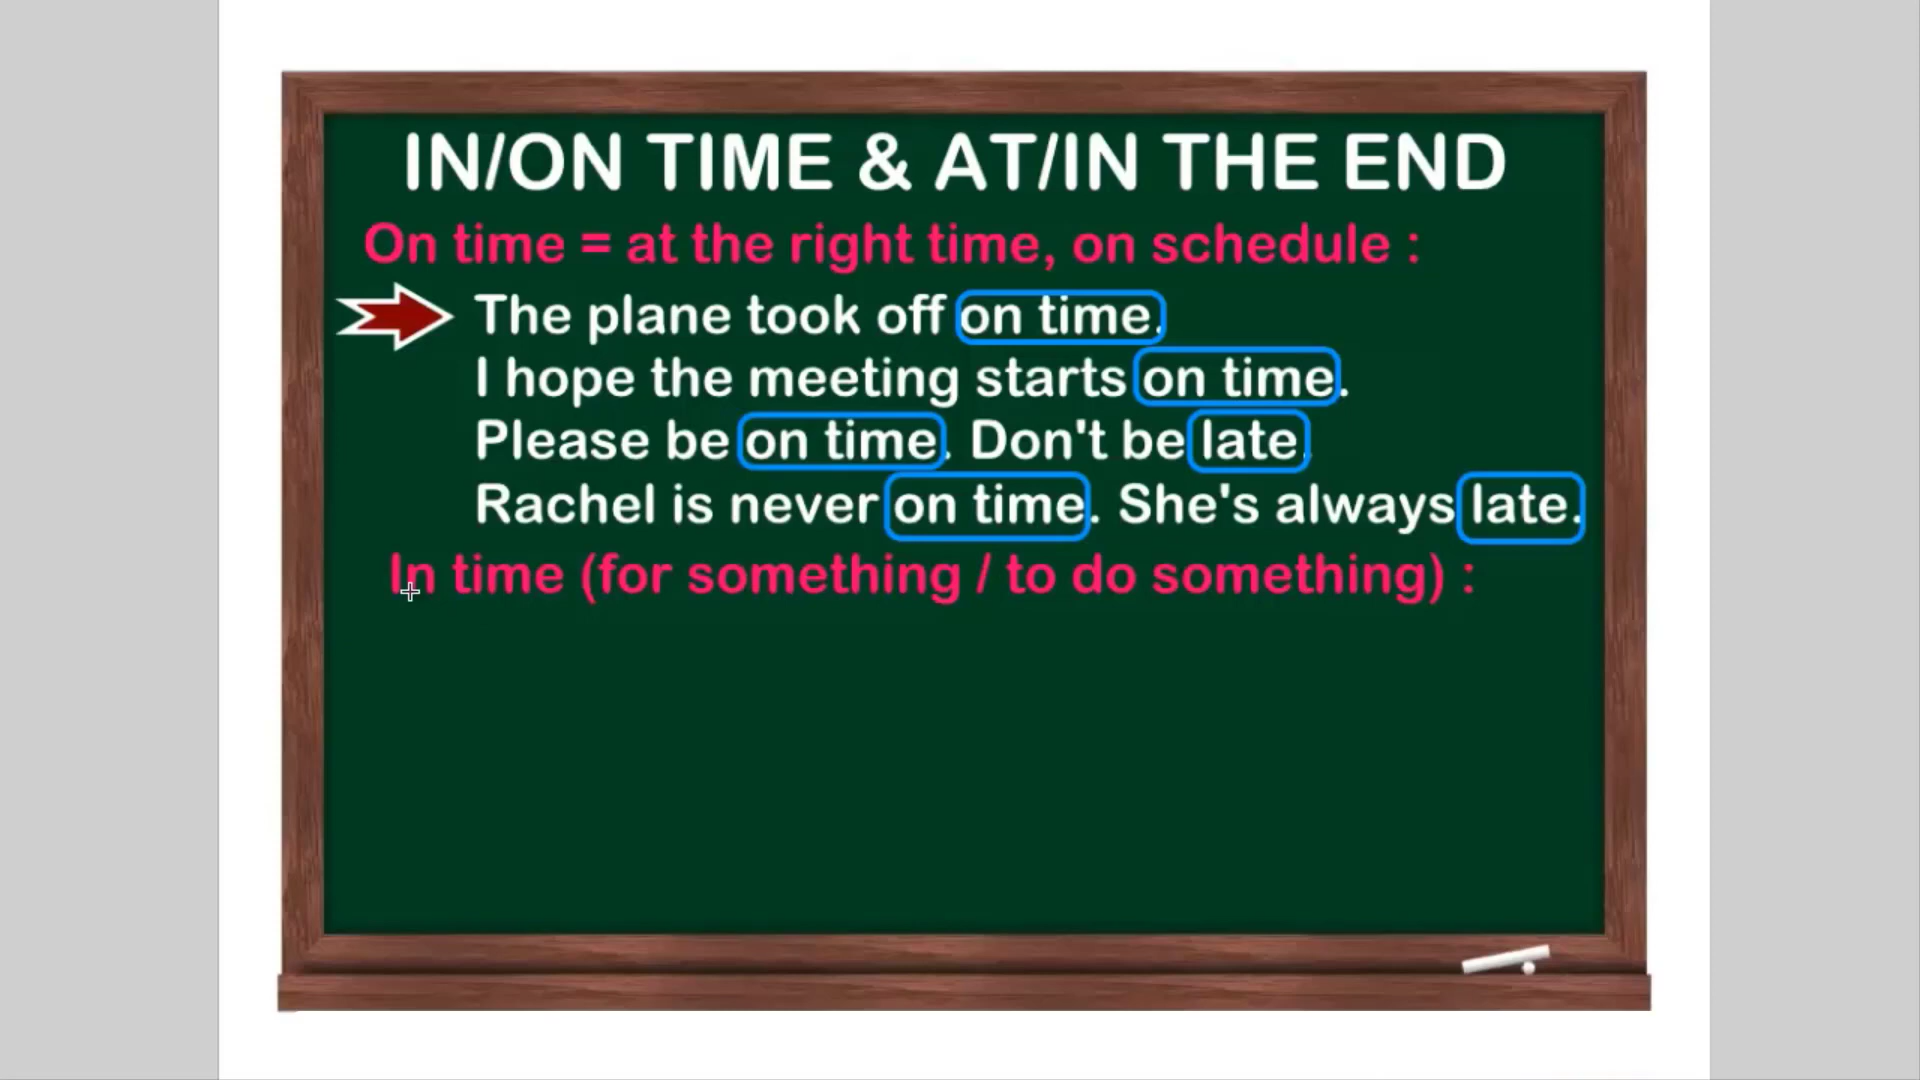 IN/ON TIME & AT/IN THE END
On time = at the right time, on schedule :
The plane took off on time.
I hope the meeting starts on time.
Please be on time. Don't be late.
Rachel is never on time. She's always late.
In time (for something / to do something) :